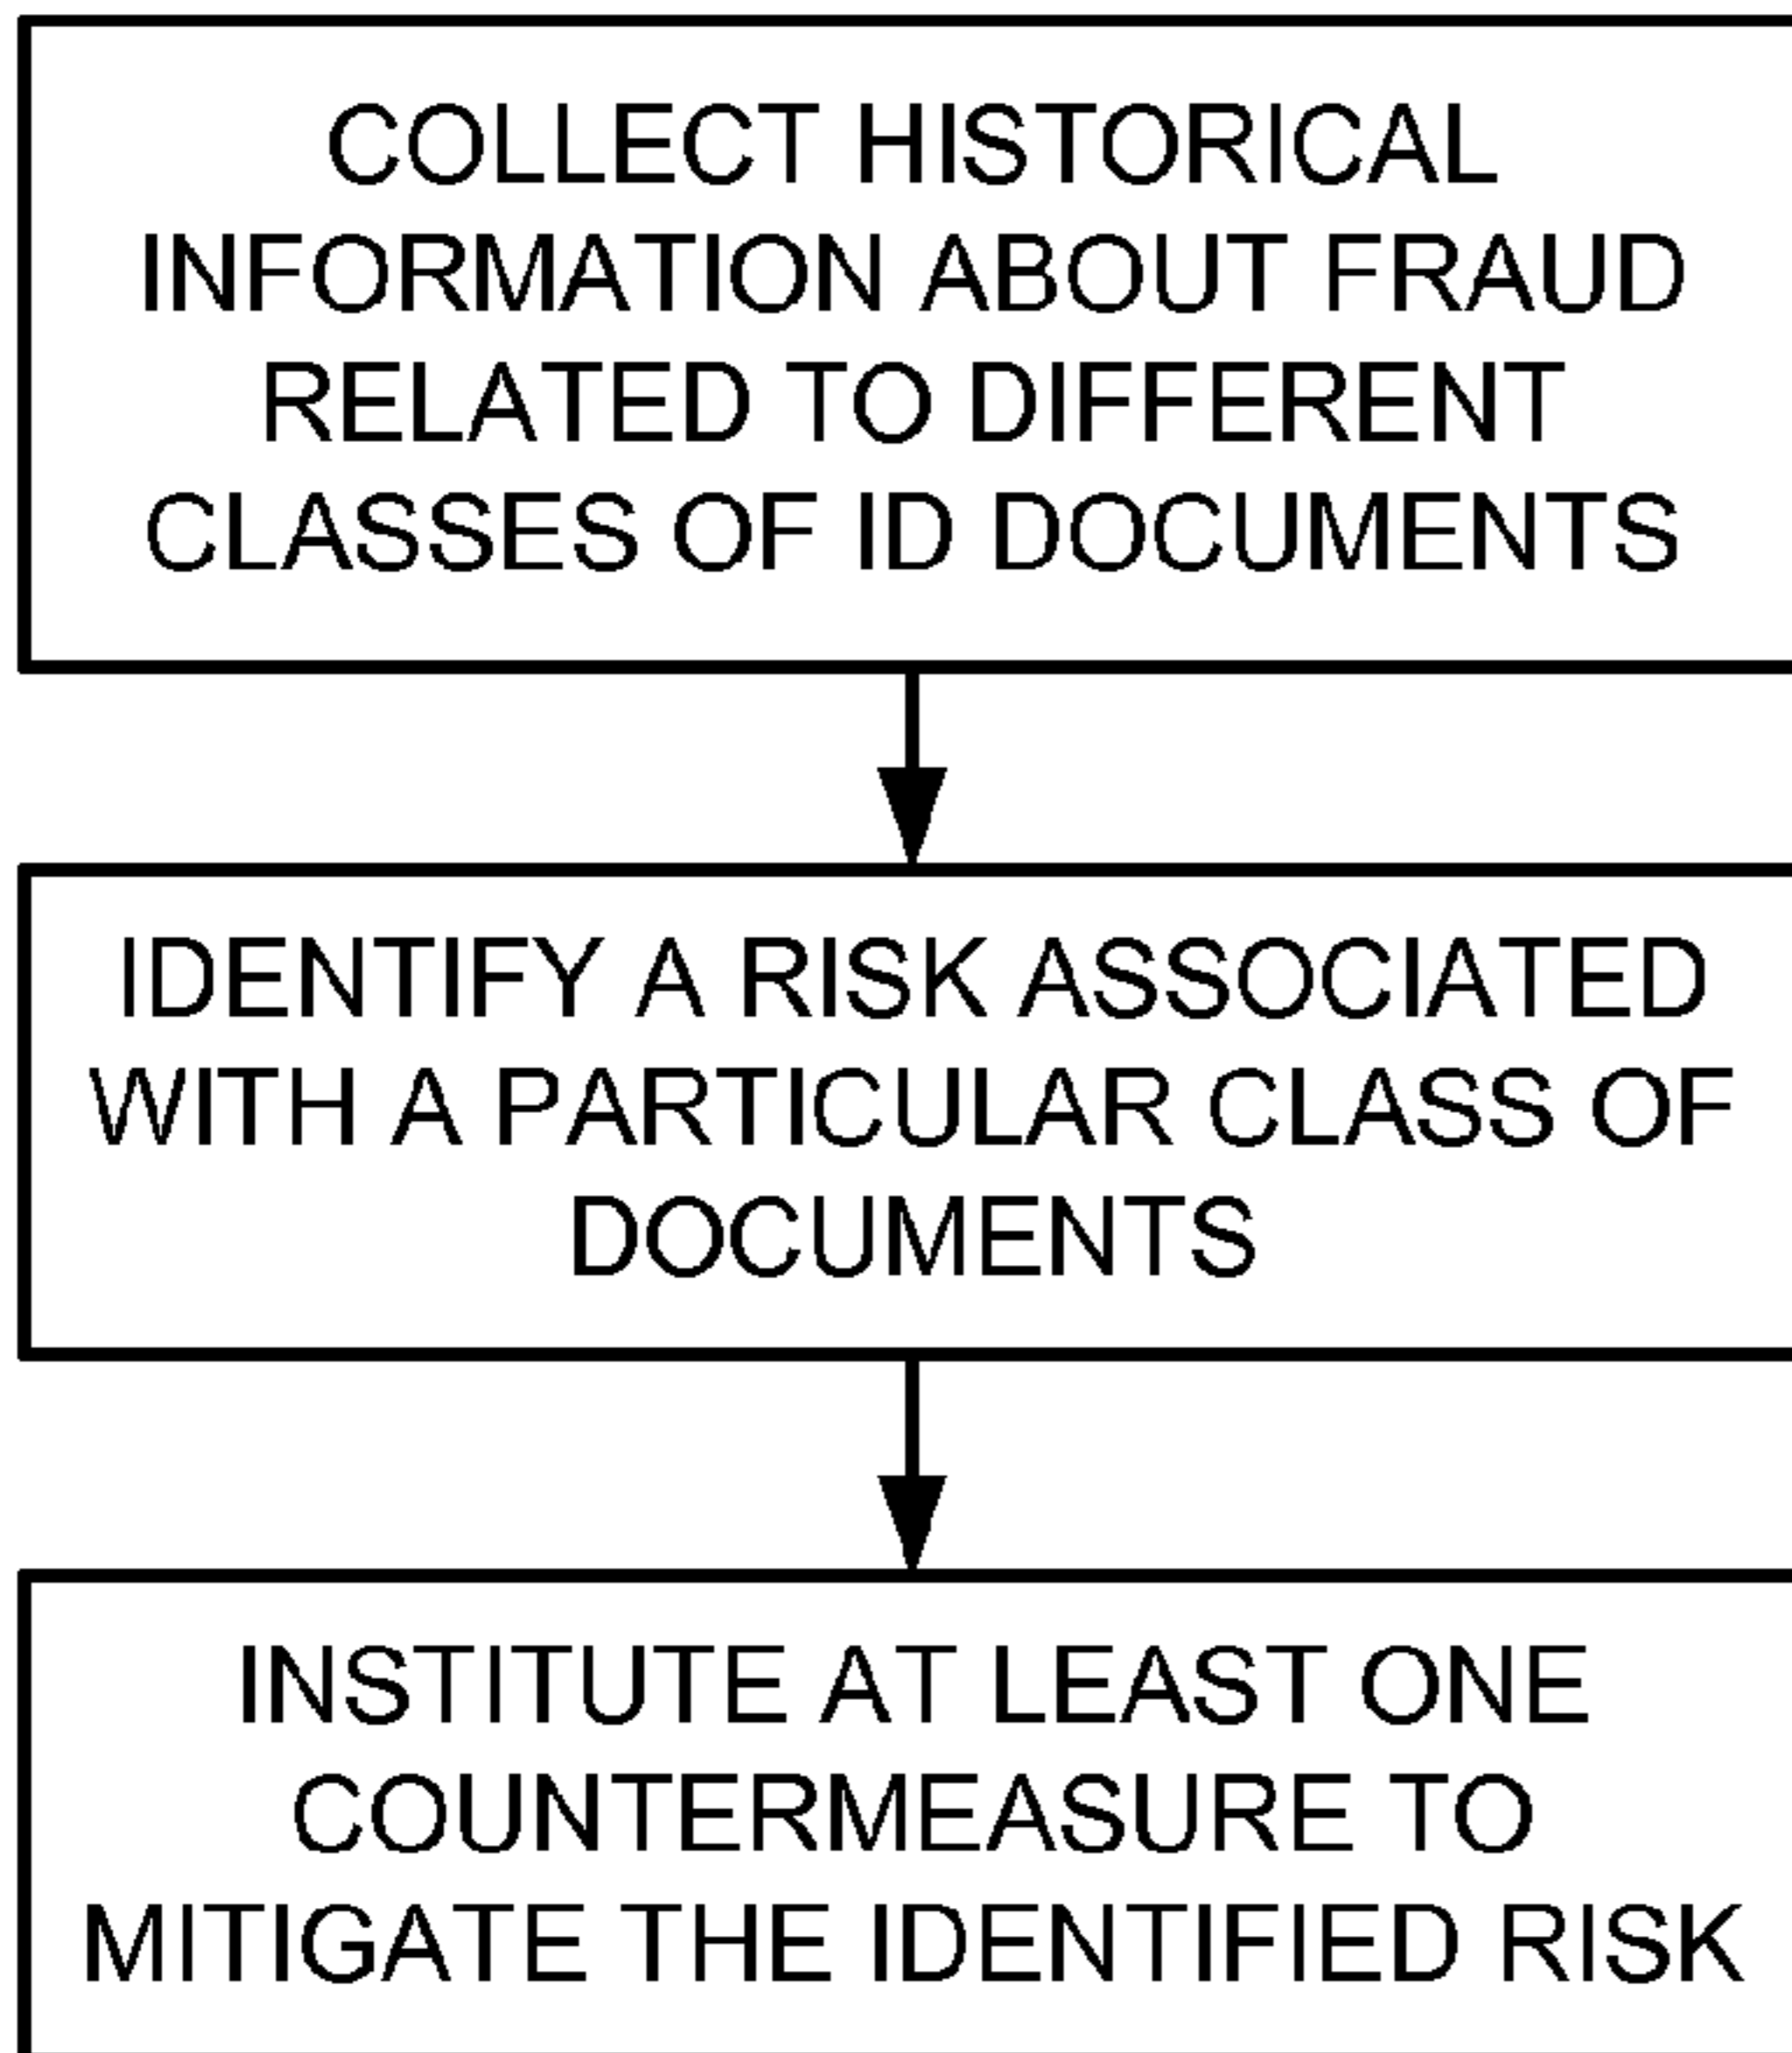 COLLECT HISTORICAL
INFORMATION ABOUT FRAUD
RELATED TO DIFFERENT
CLASSES OF ID DOCUMENTS
IDENTIFY A RISK ASSOCIATED
WITH A PARTICULAR CLASS OF
DOCUMENTS
INSTITUTE AT LEAST ONE
COUNTERMEASURE TO
MITIGATE THE IDENTIFIED RISK